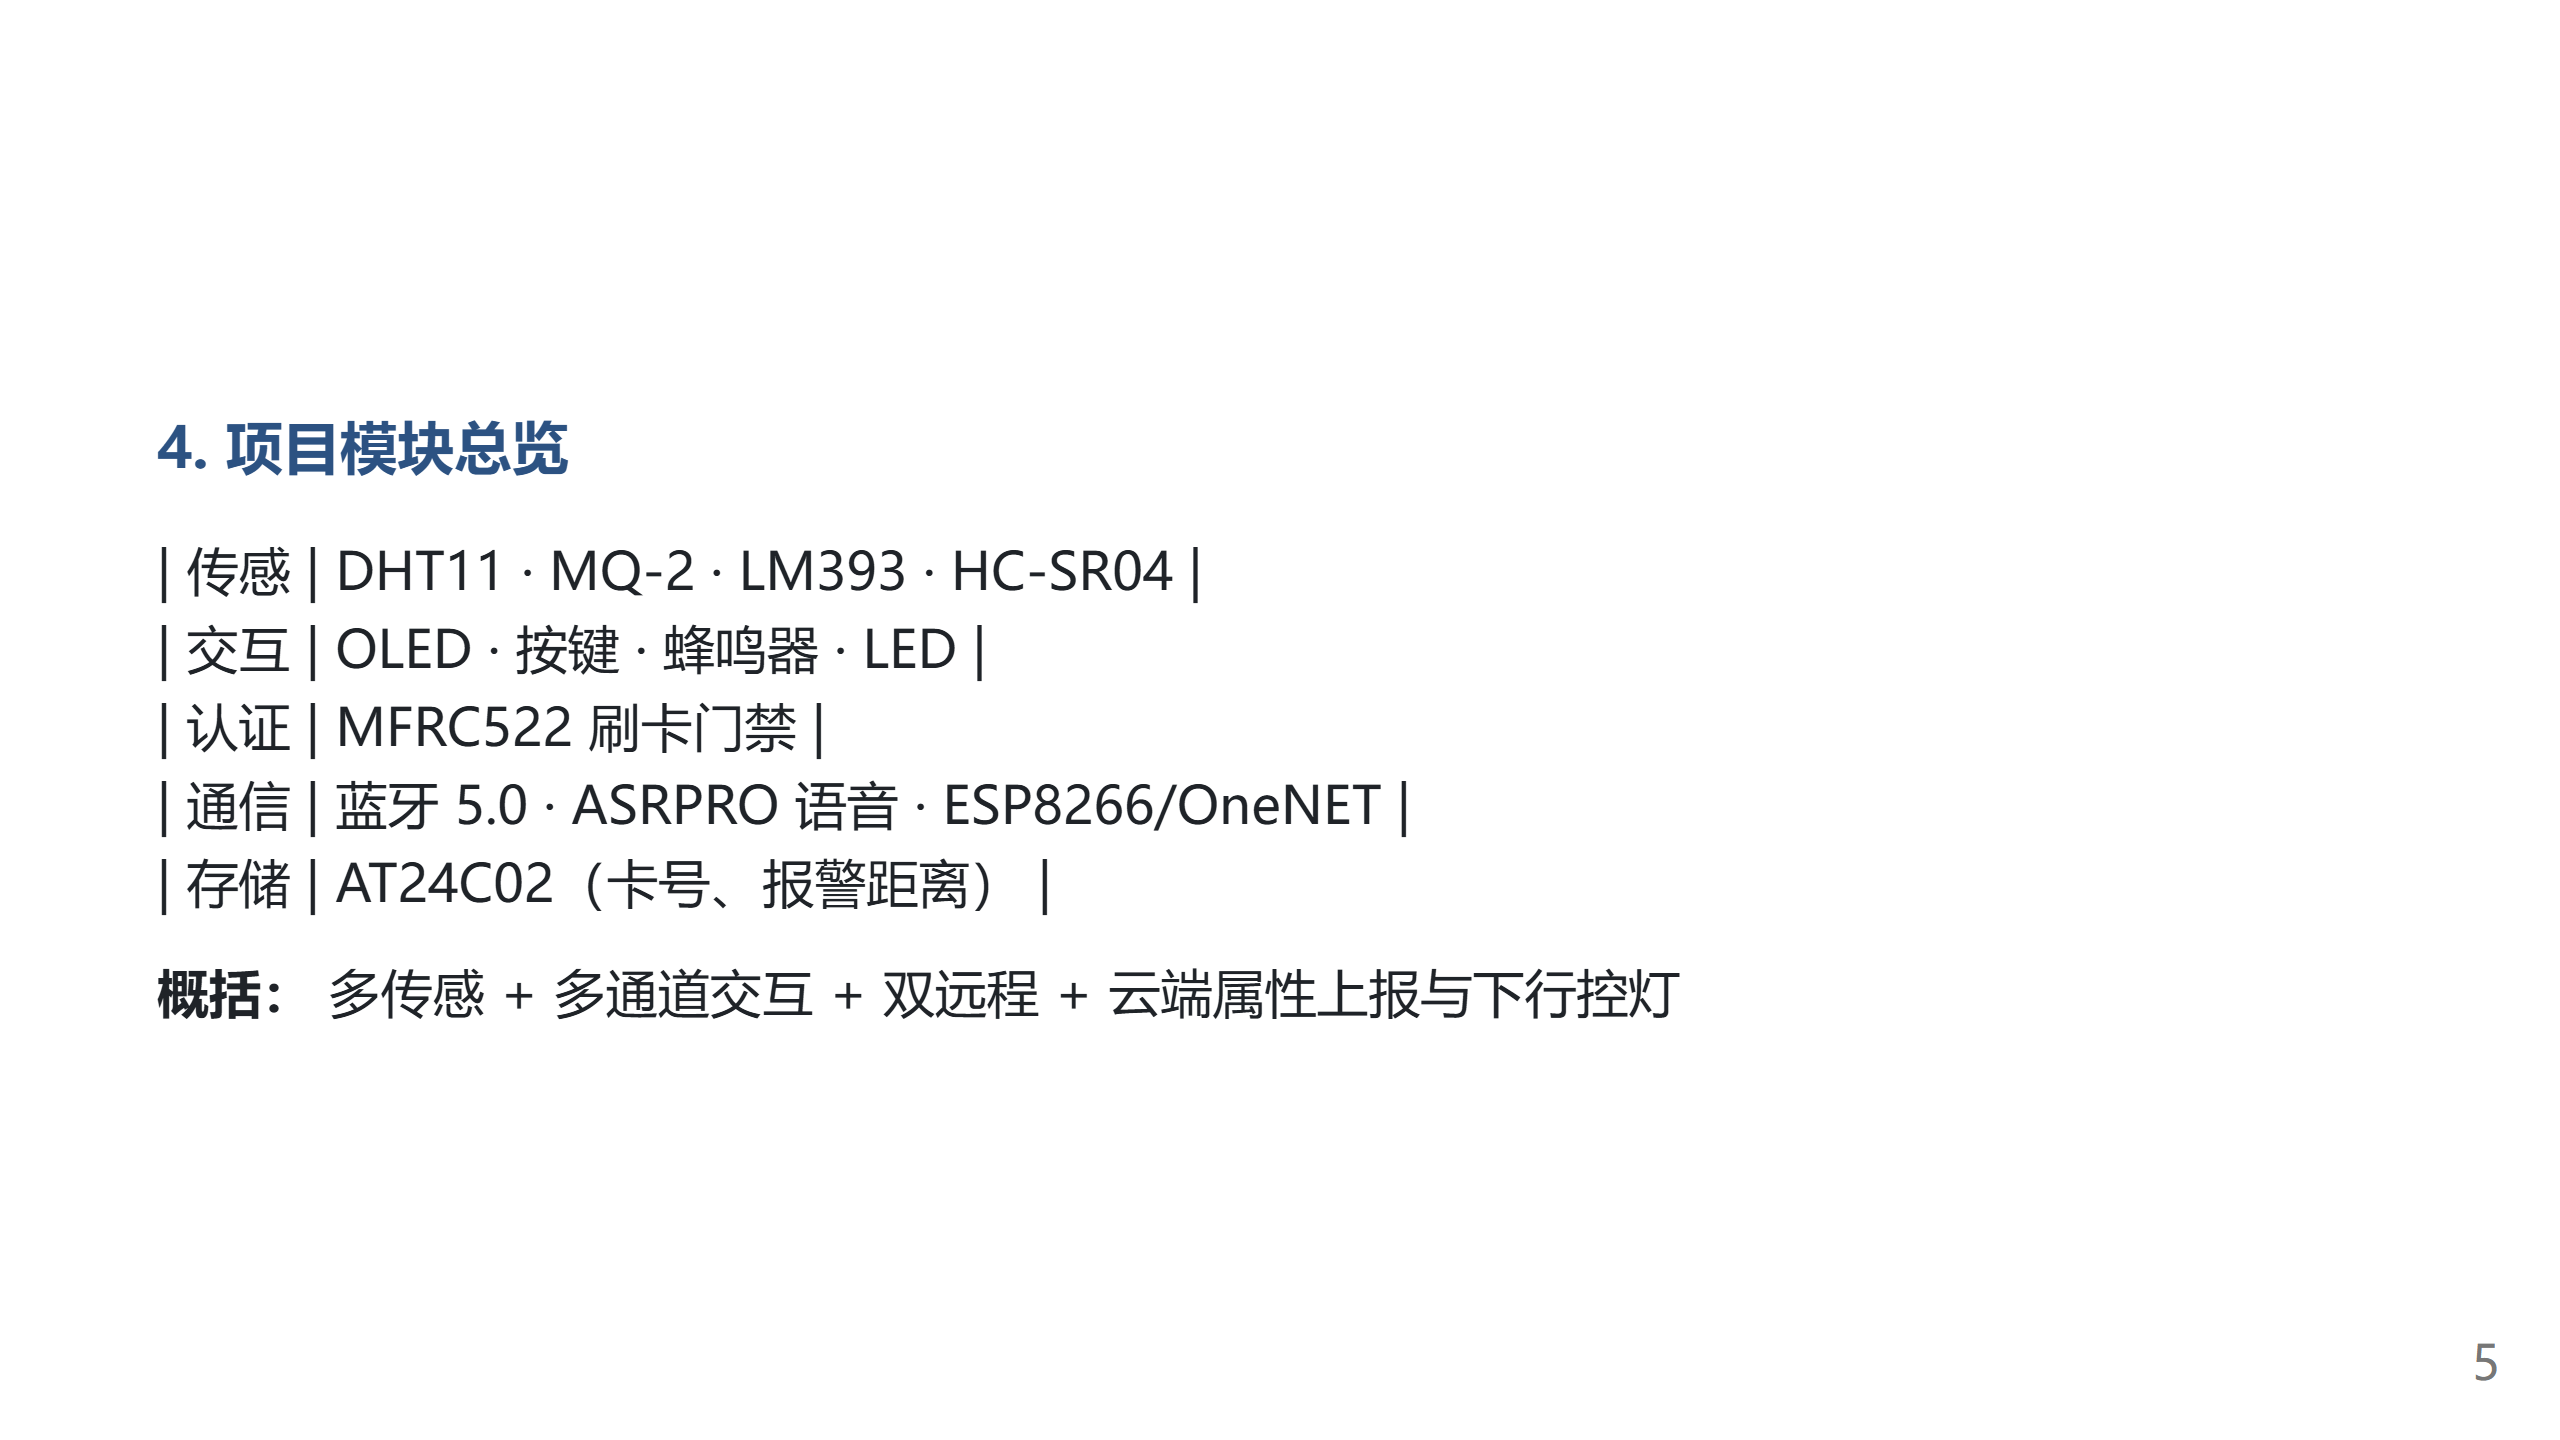 4. 项目模块总览
| 传感 | DHT11 · MQ-2 · LM393 · HC-SR04 |
| 交互 | OLED · 按键 · 蜂鸣器 · LED |
| 认证 | MFRC522 刷卡门禁 |
| 通信 | 蓝牙 5.0 · ASRPRO 语音 · ESP8266/OneNET |
| 存储 | AT24C02（卡号、报警距离） |
概括： 多传感 + 多通道交互 + 双远程 + 云端属性上报与下行控灯
5